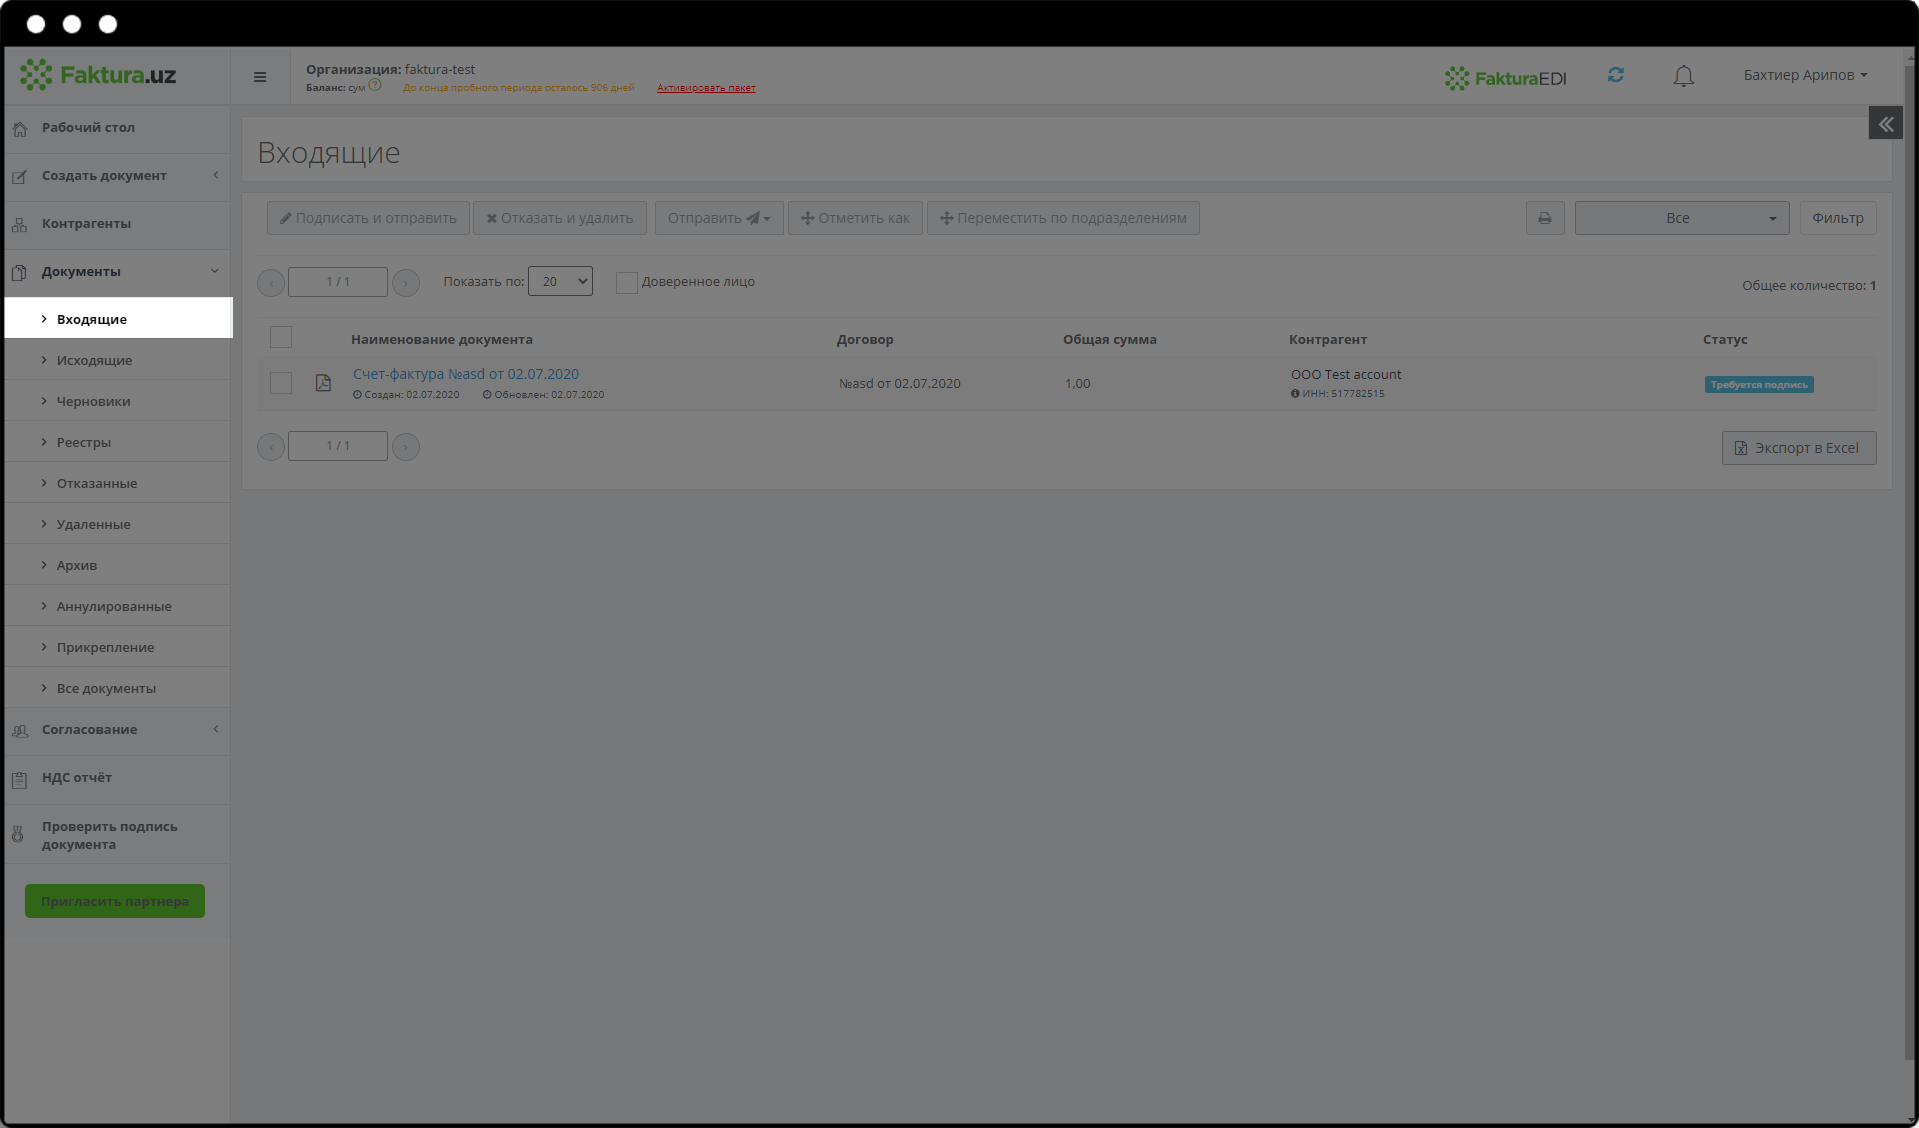 Faktura.uz
Организация: faktura-test
Баланс: сум ? До конца пробного периода осталось 906 дней Активировать пакет
FakturaEDI
Бахтиер Арипов
Рабочий стол
Создать документ
Контрагенты
Документы
Входящие
Исходящие
Черновики
Реестры
Отказанные
Удаленные
Архив
Аннулированные
Прикрепление
Все документы
Согласование
НДС отчёт
Проверить подпись
документа
Пригласить партнера
Входящие
Подписать и отправить Отказать и удалить Отправить Отметить как Переместить по подразделениям Все Фильтр
1 / 1 Показать по: 20 Доверенное лицо Общее количество: 1
Наименование документа Договор Общая сумма Контрагент Статус
Счет-фактура №asd от 02.07.2020 №asd от 02.07.2020 1,00 ООО Test account Требуется подпись
Создан: 02.07.2020 Обновлен: 02.07.2020 ИНН: 517782515
1 / 1 Экспорт в Excel